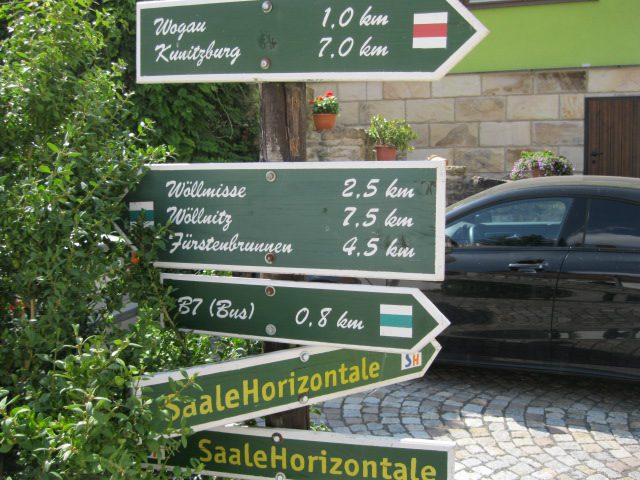 Wogau 1,0 km
Kunitzburg 7,0 km
Wöllmisse 2,5 km
Wöllnitz 7,5 km
Fürstenbrunnen 4,5 km
B7 (Bus) 0,8 km
SaaleHorizontale SH
SaaleHorizontale